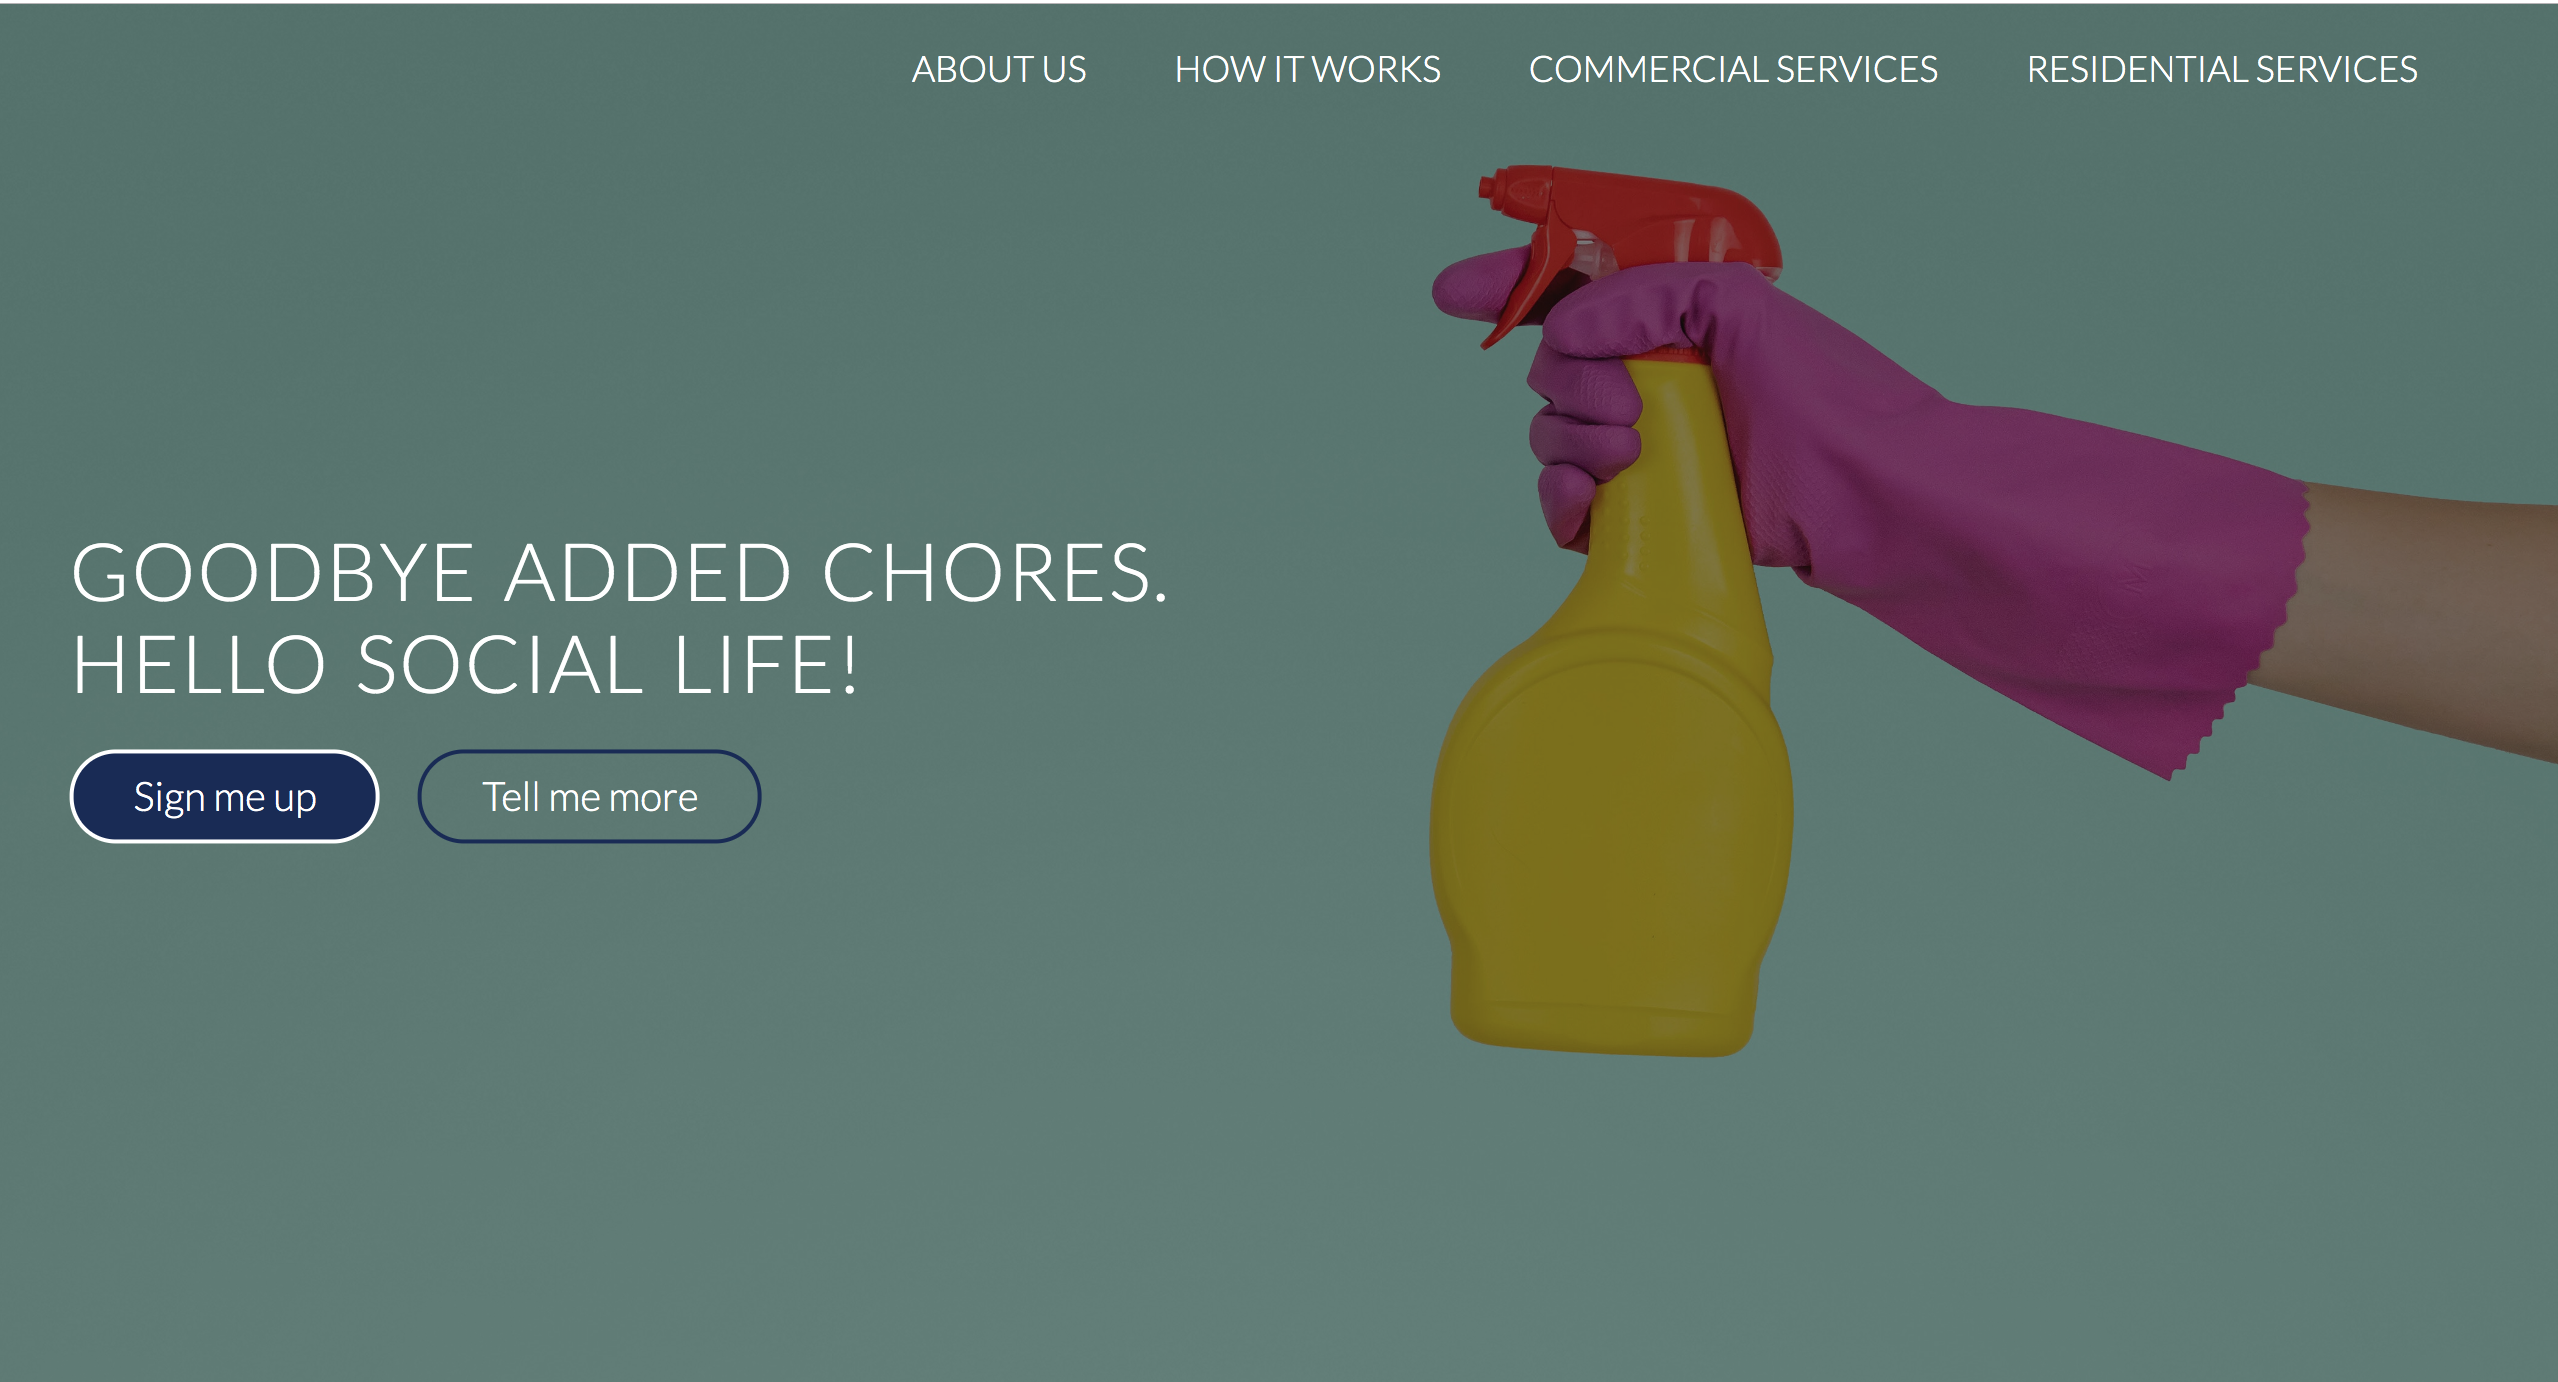 ABOUT US HOW IT WORKS COMMERCIAL SERVICES RESIDENTIAL SERVICES
GOODBYE ADDED CHORES.
HELLO SOCIAL LIFE!
Sign me up Tell me more